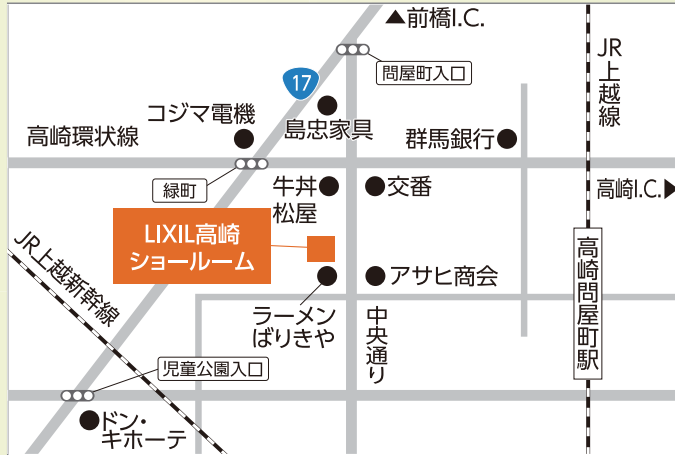 ▲前橋I.C.
問屋町入口
17
JR上越線
コジマ電機
島忠家具
高崎環状線
群馬銀行
緑町
牛丼
松屋
交番
高崎I.C.▶
LIXIL高崎
ショールーム
JR上越新幹線
アサヒ商会
高崎問屋町駅
ラーメン
ばりきや
中央通り
児童公園入口
ドン・
キホーテ